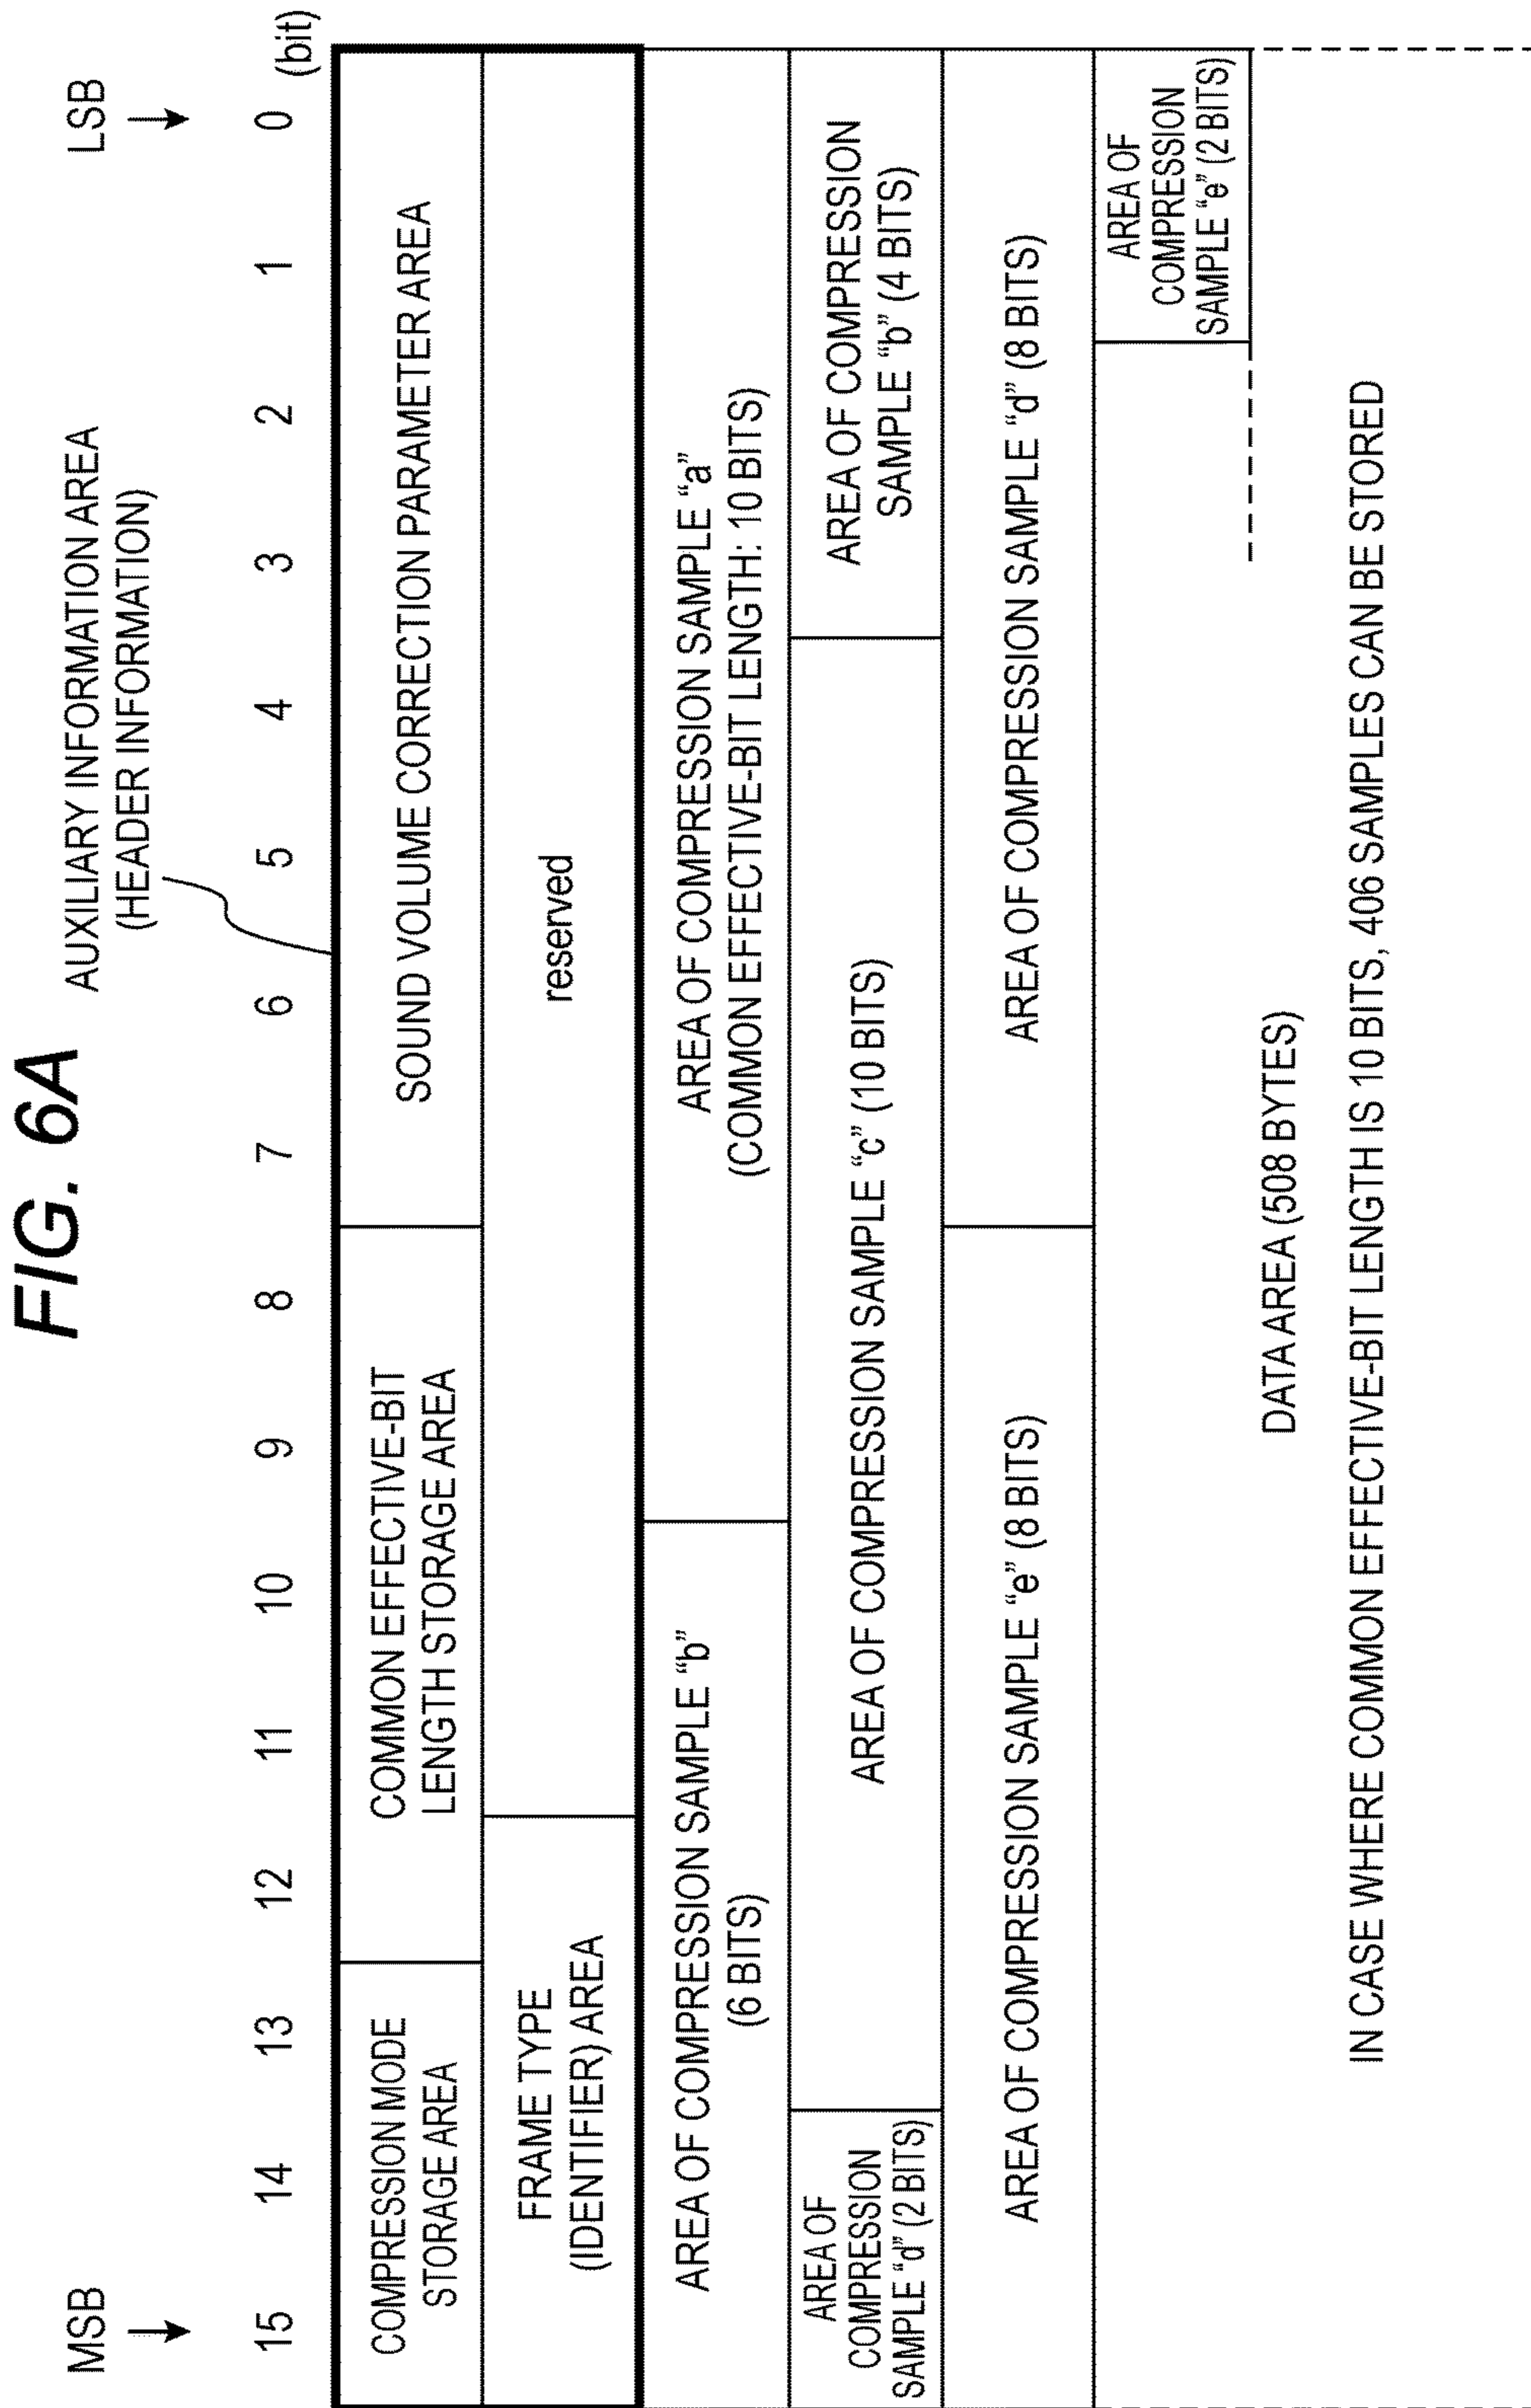 FIG. 6A
AUXILIARY INFORMATION AREA
(HEADER INFORMATION)
MSB
LSB
15 14 13 12 11 10 9 8 7 6 5 4 3 2 1 0 (bit)
COMPRESSION MODE
STORAGE AREA
COMMON EFFECTIVE-BIT
LENGTH STORAGE AREA
SOUND VOLUME CORRECTION PARAMETER AREA
FRAME TYPE
(IDENTIFIER) AREA
reserved
AREA OF COMPRESSION SAMPLE “b”
(6 BITS)
AREA OF COMPRESSION SAMPLE “a”
(COMMON EFFECTIVE-BIT LENGTH: 10 BITS)
AREA OF
COMPRESSION
SAMPLE “d” (2 BITS)
AREA OF COMPRESSION SAMPLE “c” (10 BITS)
AREA OF COMPRESSION
SAMPLE “b” (4 BITS)
AREA OF COMPRESSION SAMPLE “e” (8 BITS)
AREA OF COMPRESSION SAMPLE “d” (8 BITS)
AREA OF
COMPRESSION
SAMPLE “e” (2 BITS)
DATA AREA (508 BYTES)
IN CASE WHERE COMMON EFFECTIVE-BIT LENGTH IS 10 BITS, 406 SAMPLES CAN BE STORED